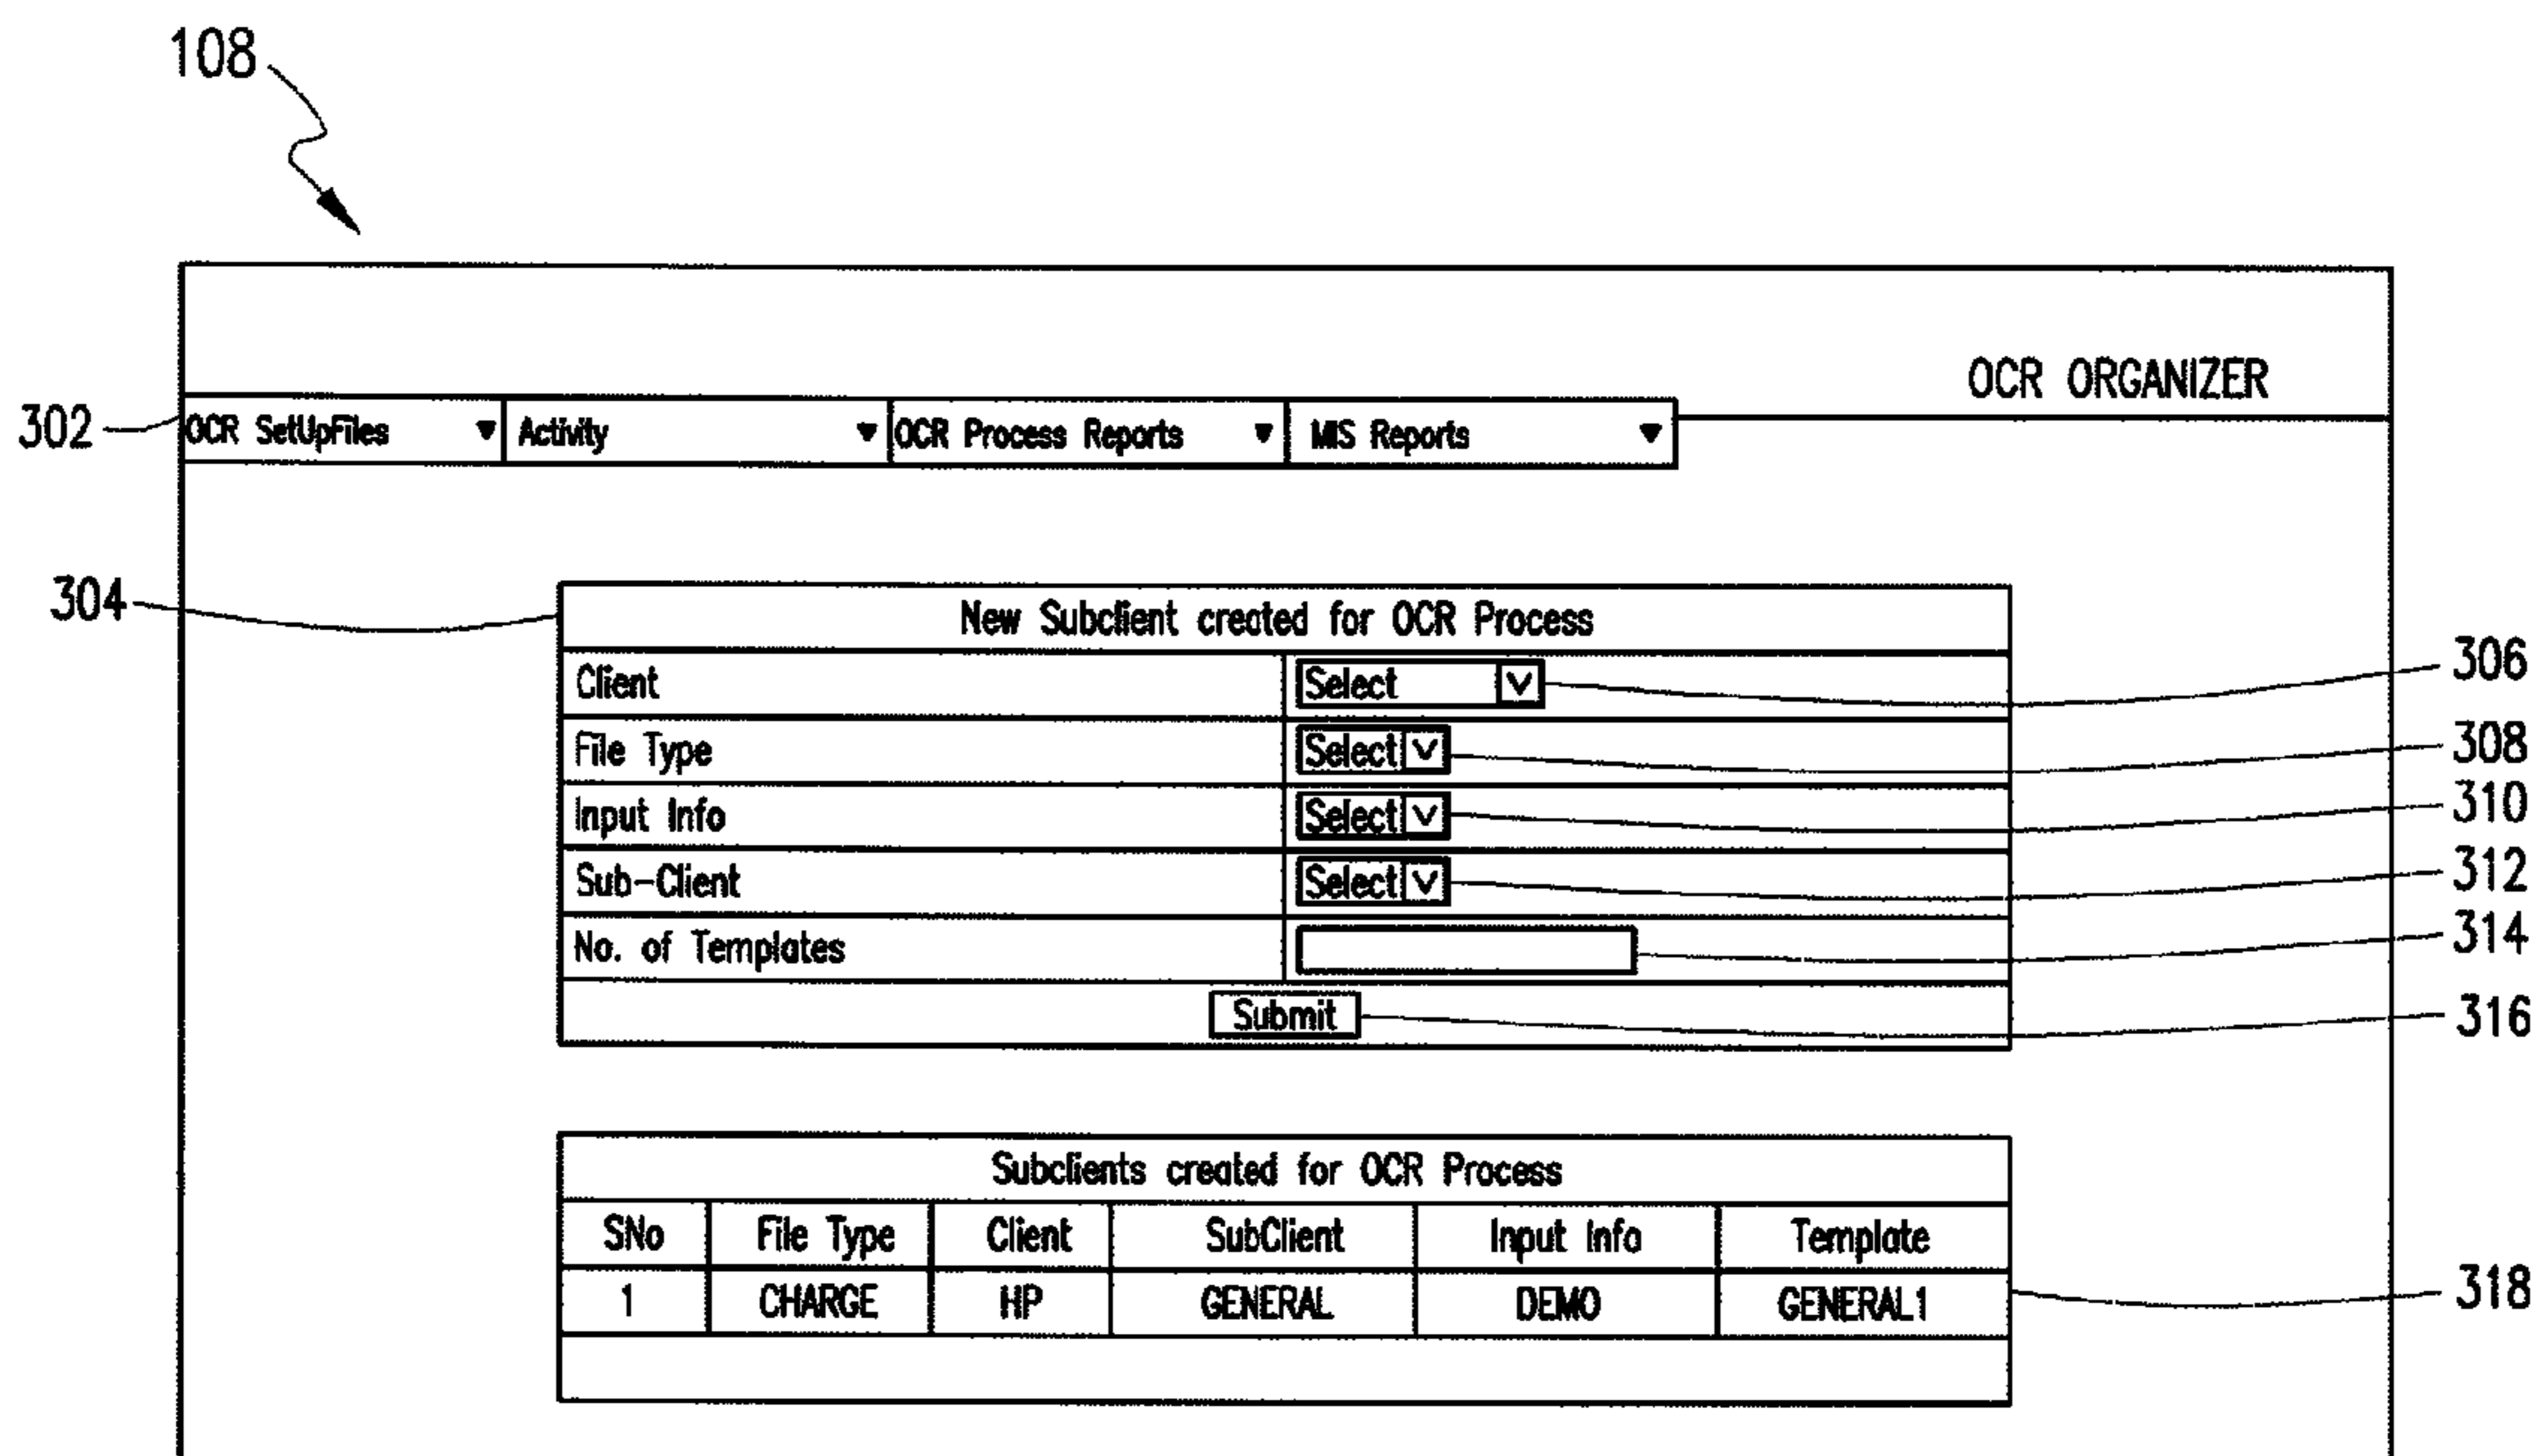 108
OCR ORGANIZER
302
OCR SetUpFiles ▼ Activity ▼ OCR Process Reports ▼ MIS Reports ▼
304
New Subclient created for OCR Process
Client Select V 306
File Type Select V 308
Input Info Select V 310
Sub-Client Select V 312
No. of Templates 314
Submit 316
Subclients created for OCR Process
SNo File Type Client SubClient Input Info Template
1 CHARGE HP GENERAL DEMO GENERAL1 318